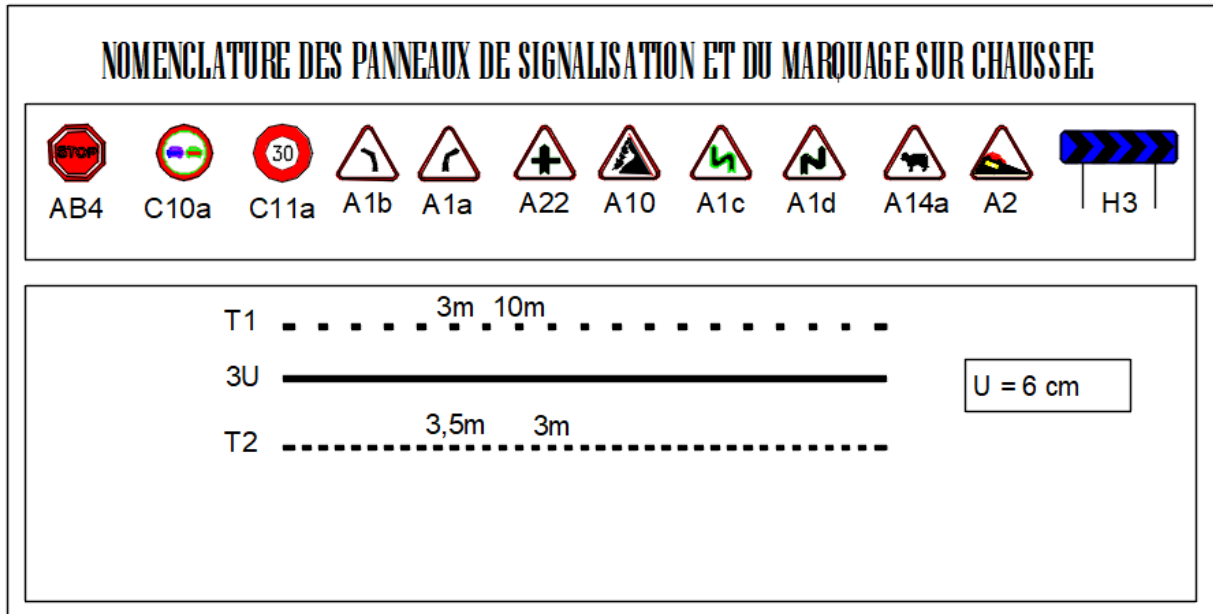 NOMENCLATURE DES PANNEAUX DE SIGNALISATION ET DU MARQUAGE SUR CHAUSSEE
STOP 30
AB4 C10a C11a A1b A1a A22 A10 A1c A1d A14a A2 H3
T1 3m 10m
3U
U = 6 cm
T2 3,5m 3m